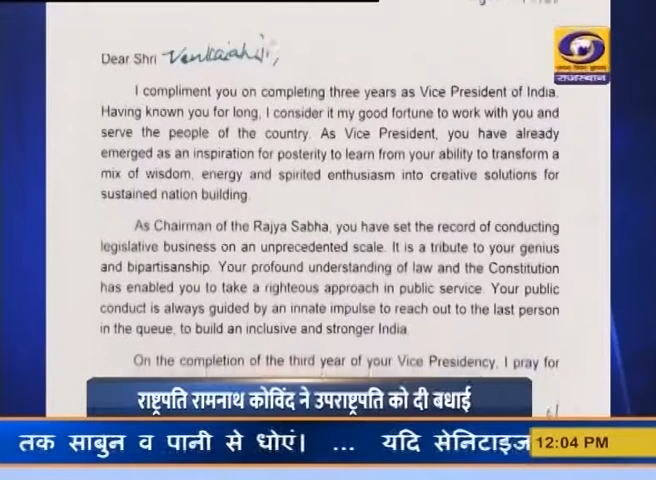 Dear Shri Venkaiah ji,
I compliment you on completing three years as Vice President of India.
Having known you for long, I consider it my good fortune to work with you and
serve the people of the country. As Vice President, you have already
emerged as an inspiration for posterity to learn from your ability to transform a
mix of wisdom, energy and spirited enthusiasm into creative solutions for
sustained nation building.
As Chairman of the Rajya Sabha, you have set the record of conducting
legislative business on an unprecedented scale. It is a tribute to your genius
and bipartisanship. Your profound understanding of law and the Constitution
has enabled you to take a righteous approach in public service. Your public
conduct is always guided by an innate impulse to reach out to the last person
in the queue, to build an inclusive and stronger India.
On the completion of the third year of your Vice Presidency, I pray for
राजस्थान
राष्ट्रपति रामनाथ कोविंद ने उपराष्ट्रपति को दी बधाई
तक साबुन व पानी से धोएं। ... यदि सेनिटाइज
12:04 PM